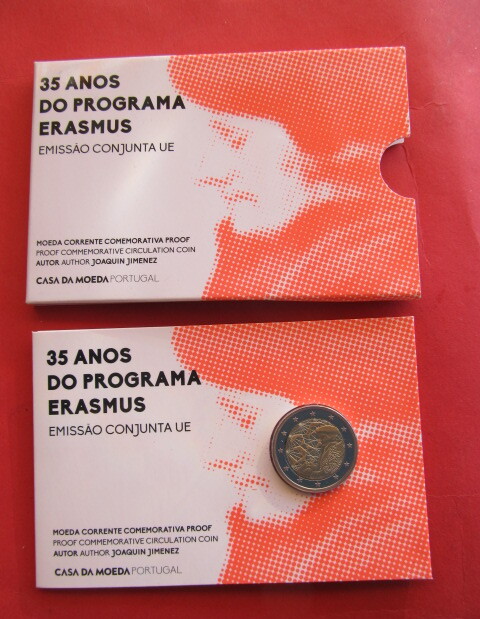 35 ANOS
DO PROGRAMA
ERASMUS
EMISSÃO CONJUNTA UE
MOEDA CORRENTE COMEMORATIVA PROOF
PROOF COMMEMORATIVE CIRCULATION COIN
AUTOR AUTHOR JOAQUIN JIMENEZ
CASA DA MOEDA PORTUGAL
35 ANOS
DO PROGRAMA
ERASMUS
EMISSÃO CONJUNTA UE
MOEDA CORRENTE COMEMORATIVA PROOF
PROOF COMMEMORATIVE CIRCULATION COIN
AUTOR AUTHOR JOAQUIN JIMENEZ
CASA DA MOEDA PORTUGAL